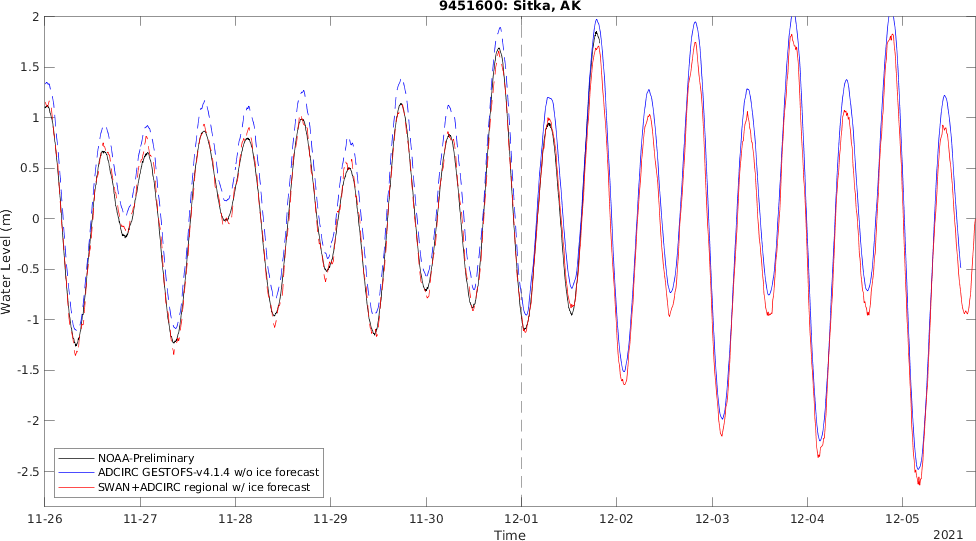 9451600: Sitka, AK
2
1.5
1
0.5
0
-0.5
-1
-1.5
-2
-2.5
Water Level (m)
NOAA-Preliminary
ADCIRC GESTOFS-v4.1.4 w/o ice forecast
SWAN+ADCIRC regional w/ ice forecast
11-26 11-27 11-28 11-29 11-30 12-01 12-02 12-03 12-04 12-05
Time
2021